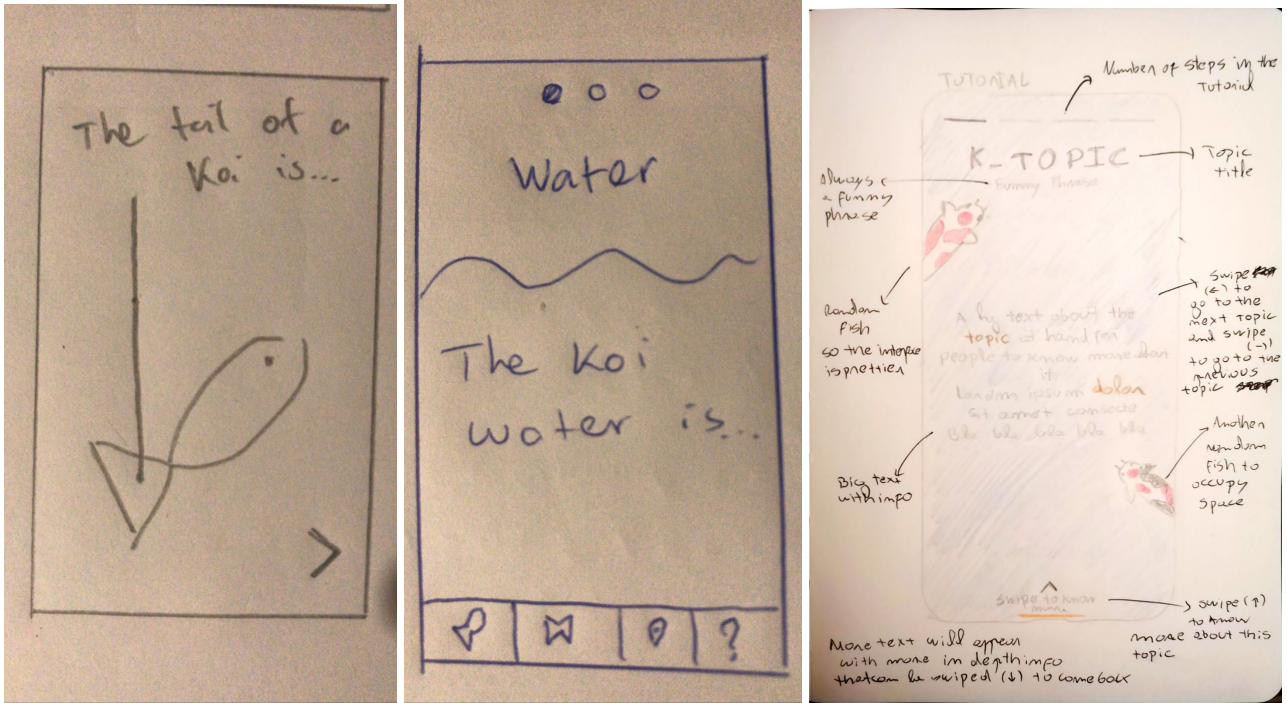 The tail of a
Koi is...
Water
The Koi
water is...
?
TUTORIAL
Number of steps in the
Tutorial
K-TOPIC
Topic
title
Funny Phrase
Always
a funny
phrase
Random
Fish
so the interface
is prettier
A big text about the
topic at hand for
people to know more about
it
Lorem ipsum dolor
sit amet consecte
Bla bla bla bla bla
Swipe
(←) to
go to the
next topic
and swipe
(→)
to go to the
previous
topic
Big text
with info
Another
random
fish to
occupy
space
Swipe to know
more
swipe (↑)
to know
more about this
topic
More text will appear
with more in depth info
that can be swiped (↓) to come back